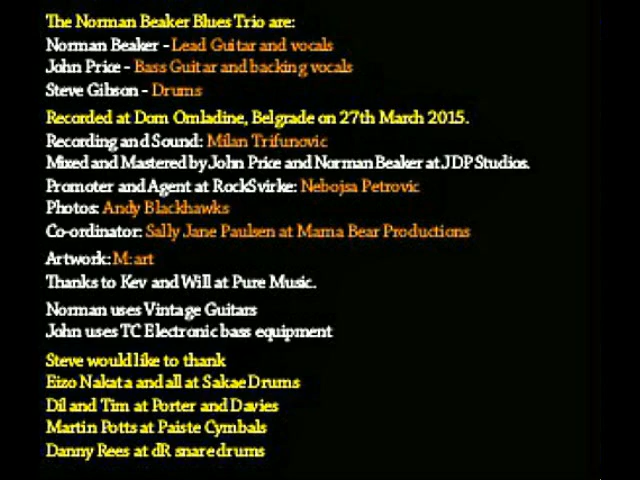 The Norman Beaker Blues Trio are:
Norman Beaker - Lead Guitar and vocals
John Price - Bass Guitar and backing vocals
Steve Gibson - Drums
Recorded at Dom Omladine, Belgrade on 27th March 2015.
Recording and Sound: Milan Trifunovic
Mixed and Mastered by John Price and Norman Beaker at JDP Studios.
Promoter and Agent at RockSvirke: Nebojsa Petrovic
Photos: Andy Blackhawks
Co-ordinator: Sally Jane Paulsen at Mama Bear Productions
Artwork: M:art
Thanks to Kev and Will at Pure Music.
Norman uses Vintage Guitars
John uses TC Electronic bass equipment
Steve would like to thank
Eizo Nakata and all at Sakae Drums
Dil and Tim at Porter and Davies
Martin Potts at Paiste Cymbals
Danny Rees at dR snare drums